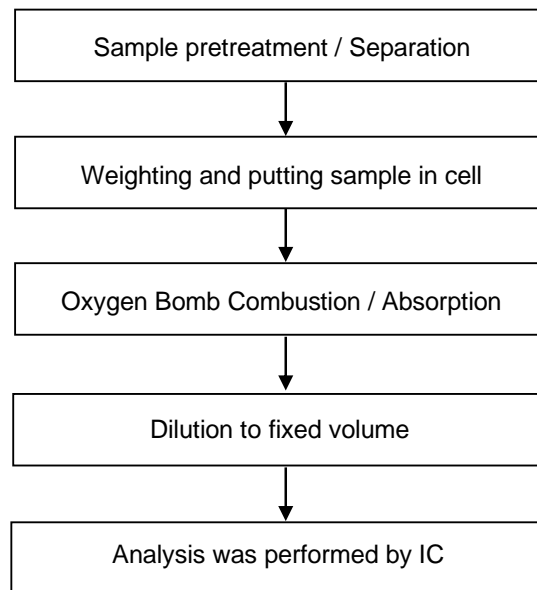 Sample pretreatment / Separation
Weighting and putting sample in cell
Oxygen Bomb Combustion / Absorption
Dilution to fixed volume
Analysis was performed by IC